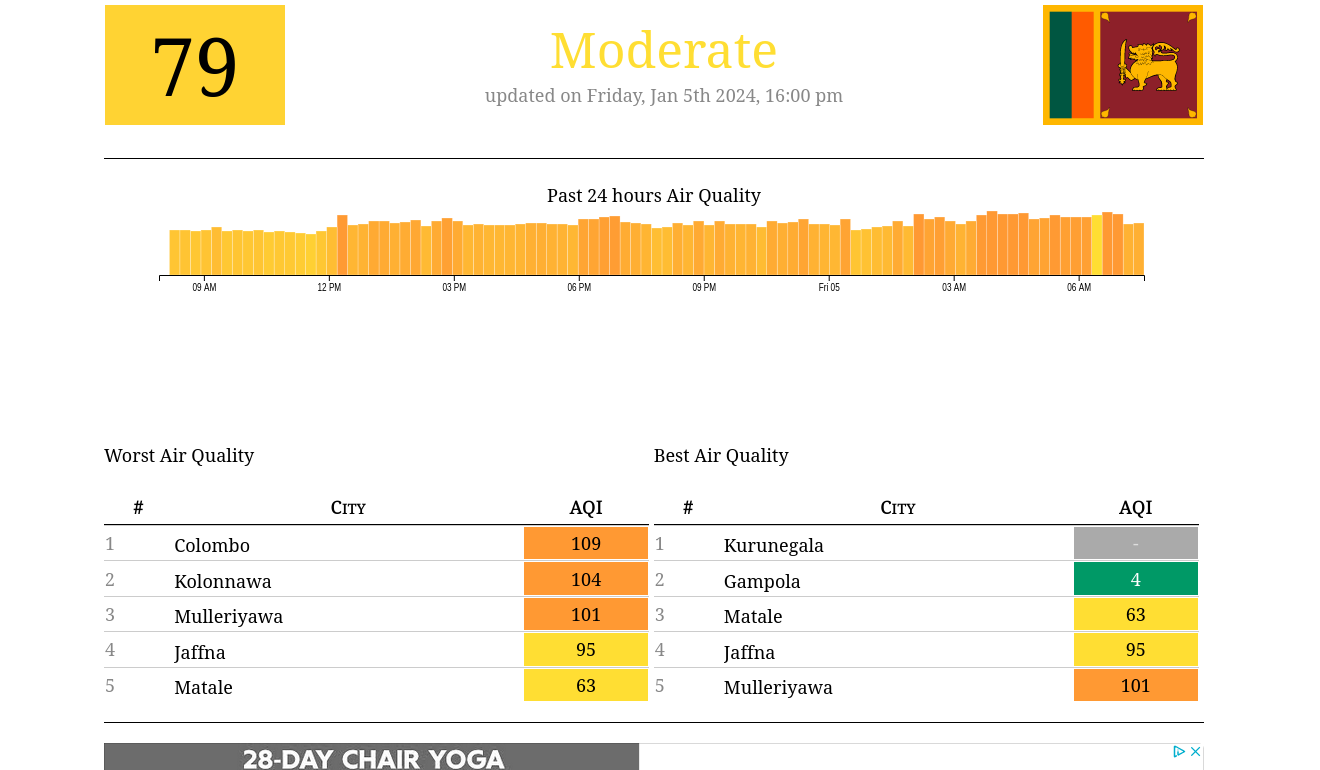 79
Moderate
updated on Friday, Jan 5th 2024, 16:00 pm
Past 24 hours Air Quality
09 AM 12 PM 03 PM 06 PM 09 PM Fri 05 03 AM 06 AM
Worst Air Quality
# City AQI
1 Colombo 109
2 Kolonnawa 104
3 Mulleriyawa 101
4 Jaffna 95
5 Matale 63
Best Air Quality
# City AQI
1 Kurunegala -
2 Gampola 4
3 Matale 63
4 Jaffna 95
5 Mulleriyawa 101
28-DAY CHAIR YOGA